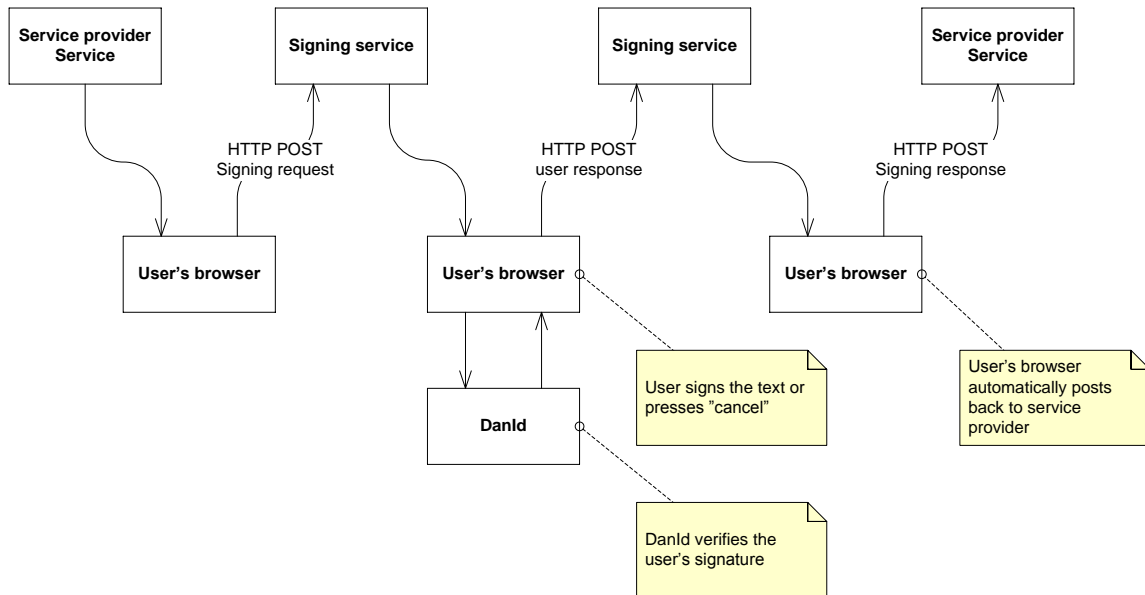 Service provider
Service
Signing service
Signing service
Service provider
Service
HTTP POST
Signing request
HTTP POST
user response
HTTP POST
Signing response
User's browser
User's browser
User's browser
User signs the text or
presses ”cancel”
User's browser
automatically posts
back to service
provider
DanId
DanId verifies the
user's signature